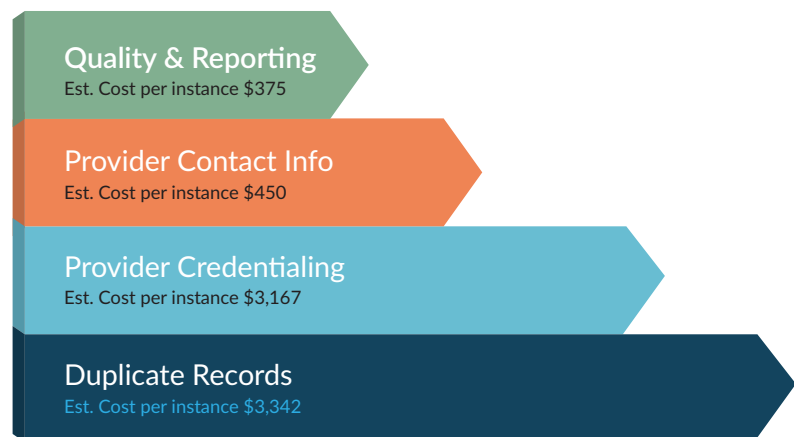 Quality & Reporting
Est. Cost per instance $375
Provider Contact Info
Est. Cost per instance $450
Provider Credentialing
Est. Cost per instance $3,167
Duplicate Records
Est. Cost per instance $3,342